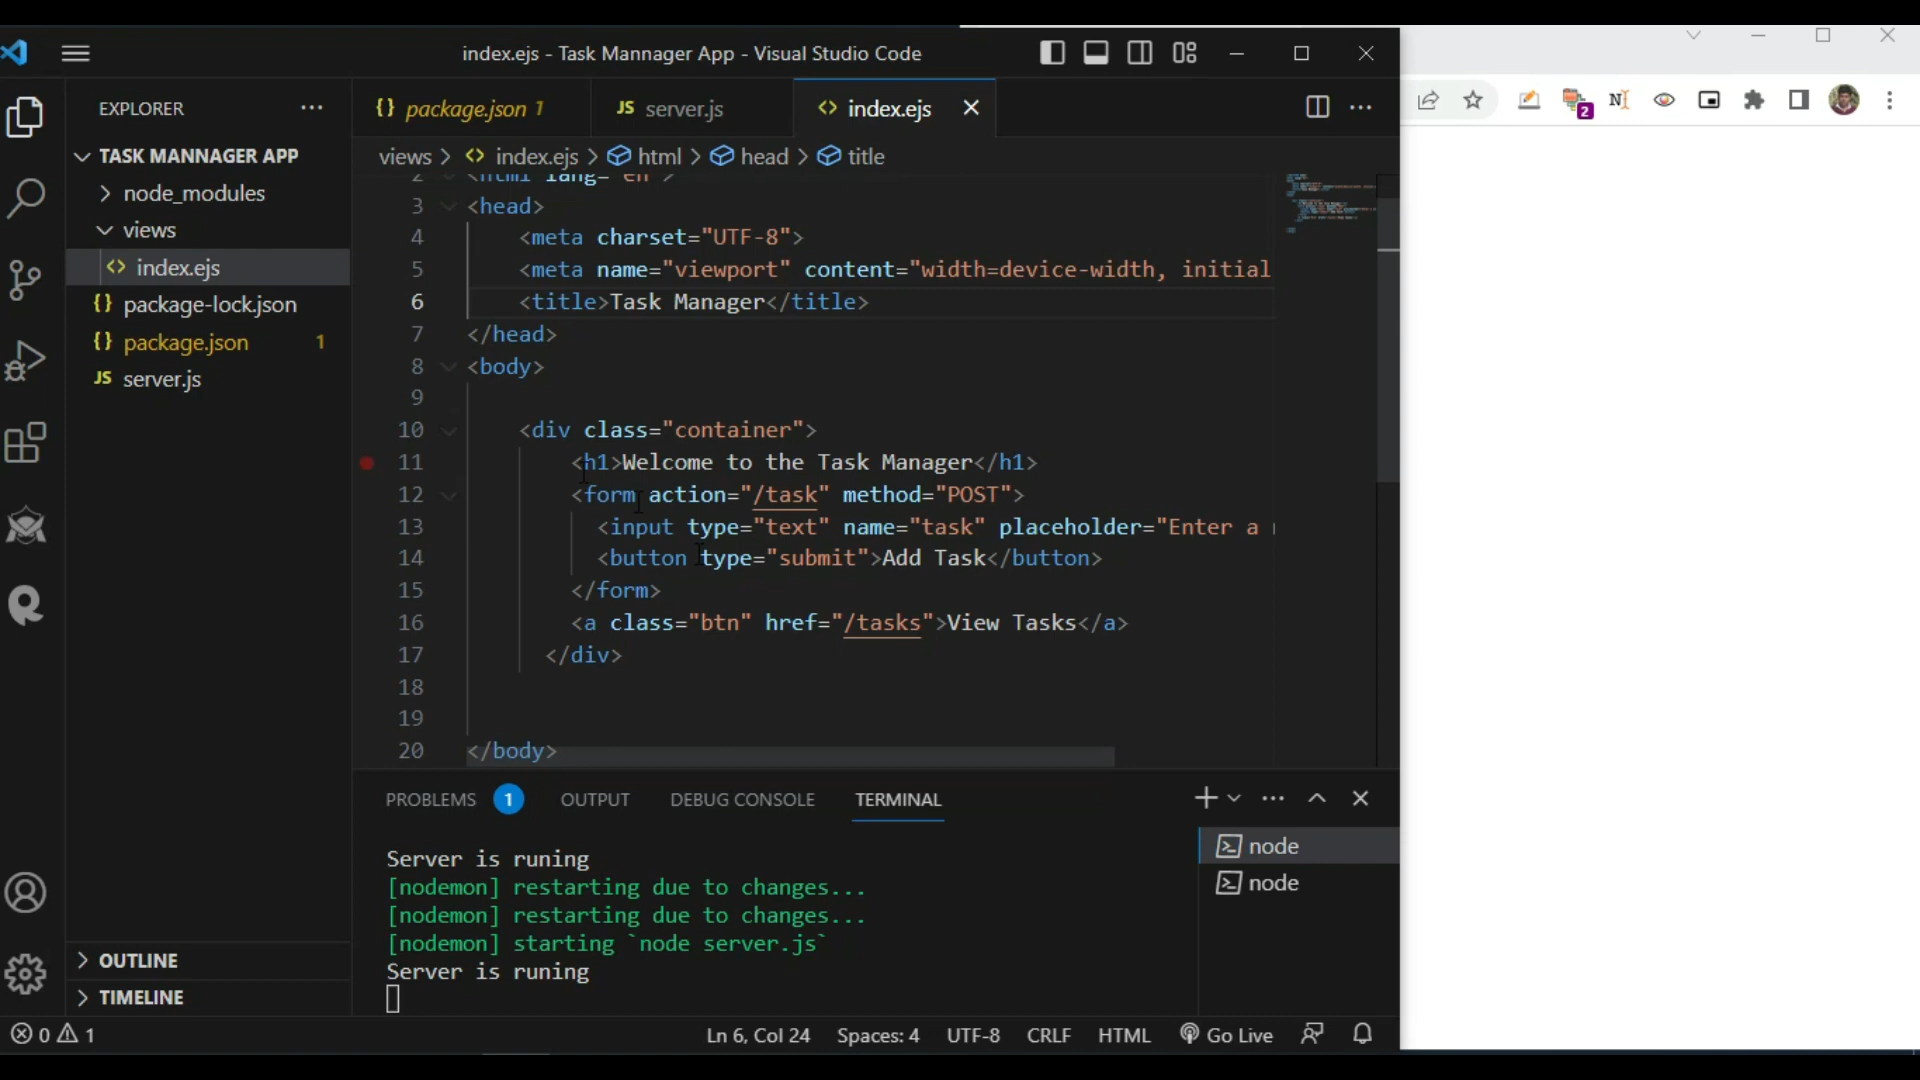 index.ejs - Task Mannager App - Visual Studio Code
EXPLORER
package.json 1
server.js
index.ejs
TASK MANNAGER APP
node_modules
views
index.ejs
package-lock.json
package.json 1
server.js
OUTLINE
TIMELINE
views > index.ejs > html > head > title
2 <html lang="en">
3 <head>
4 <meta charset="UTF-8">
5 <meta name="viewport" content="width=device-width, initial
6 <title>Task Manager</title>
7 </head>
8 <body>
9
10 <div class="container">
11 <h1>Welcome to the Task Manager</h1>
12 <form action="/task" method="POST">
13 <input type="text" name="task" placeholder="Enter a
14 <button type="submit">Add Task</button>
15 </form>
16 <a class="btn" href="/tasks">View Tasks</a>
17 </div>
18
19
20 </body>
PROBLEMS 1 OUTPUT DEBUG CONSOLE TERMINAL
Server is runing
[nodemon] restarting due to changes...
[nodemon] restarting due to changes...
[nodemon] starting `node server.js`
Server is runing
node
node
0 1
Ln 6, Col 24 Spaces: 4 UTF-8 CRLF HTML Go Live
2